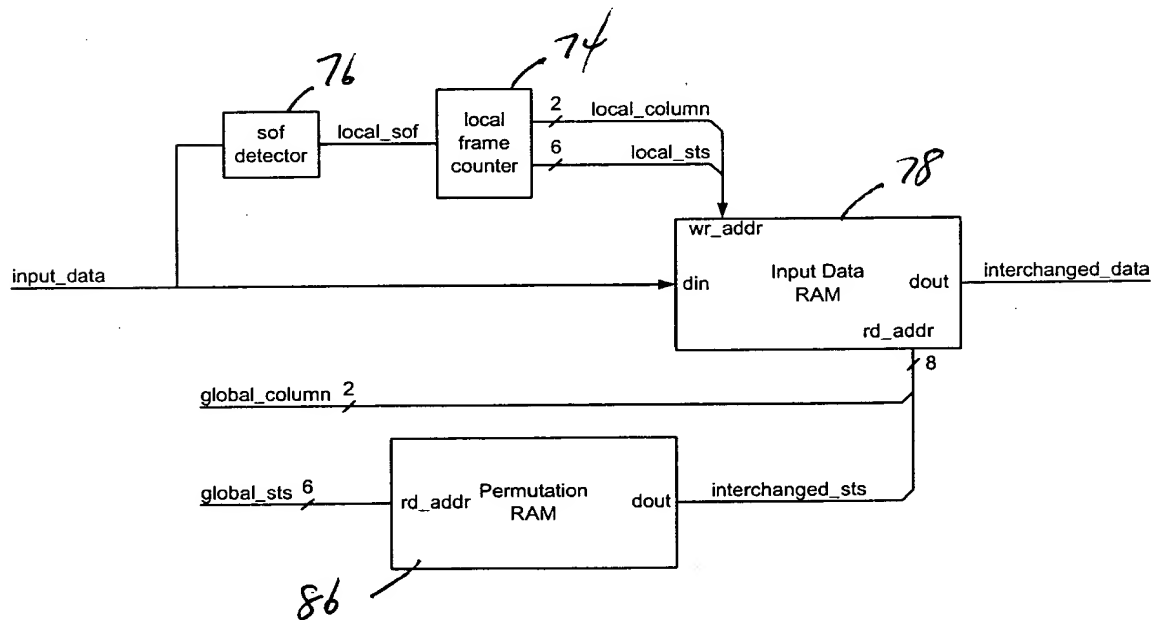 76
74
sof
detector
local_sof
local
frame
counter
2
local_column
6
local_sts
78
wr_addr
input_data
din
Input Data
RAM
dout
interchanged_data
rd_addr
8
global_column
2
global_sts
6
rd_addr
Permutation
RAM
dout
interchanged_sts
86